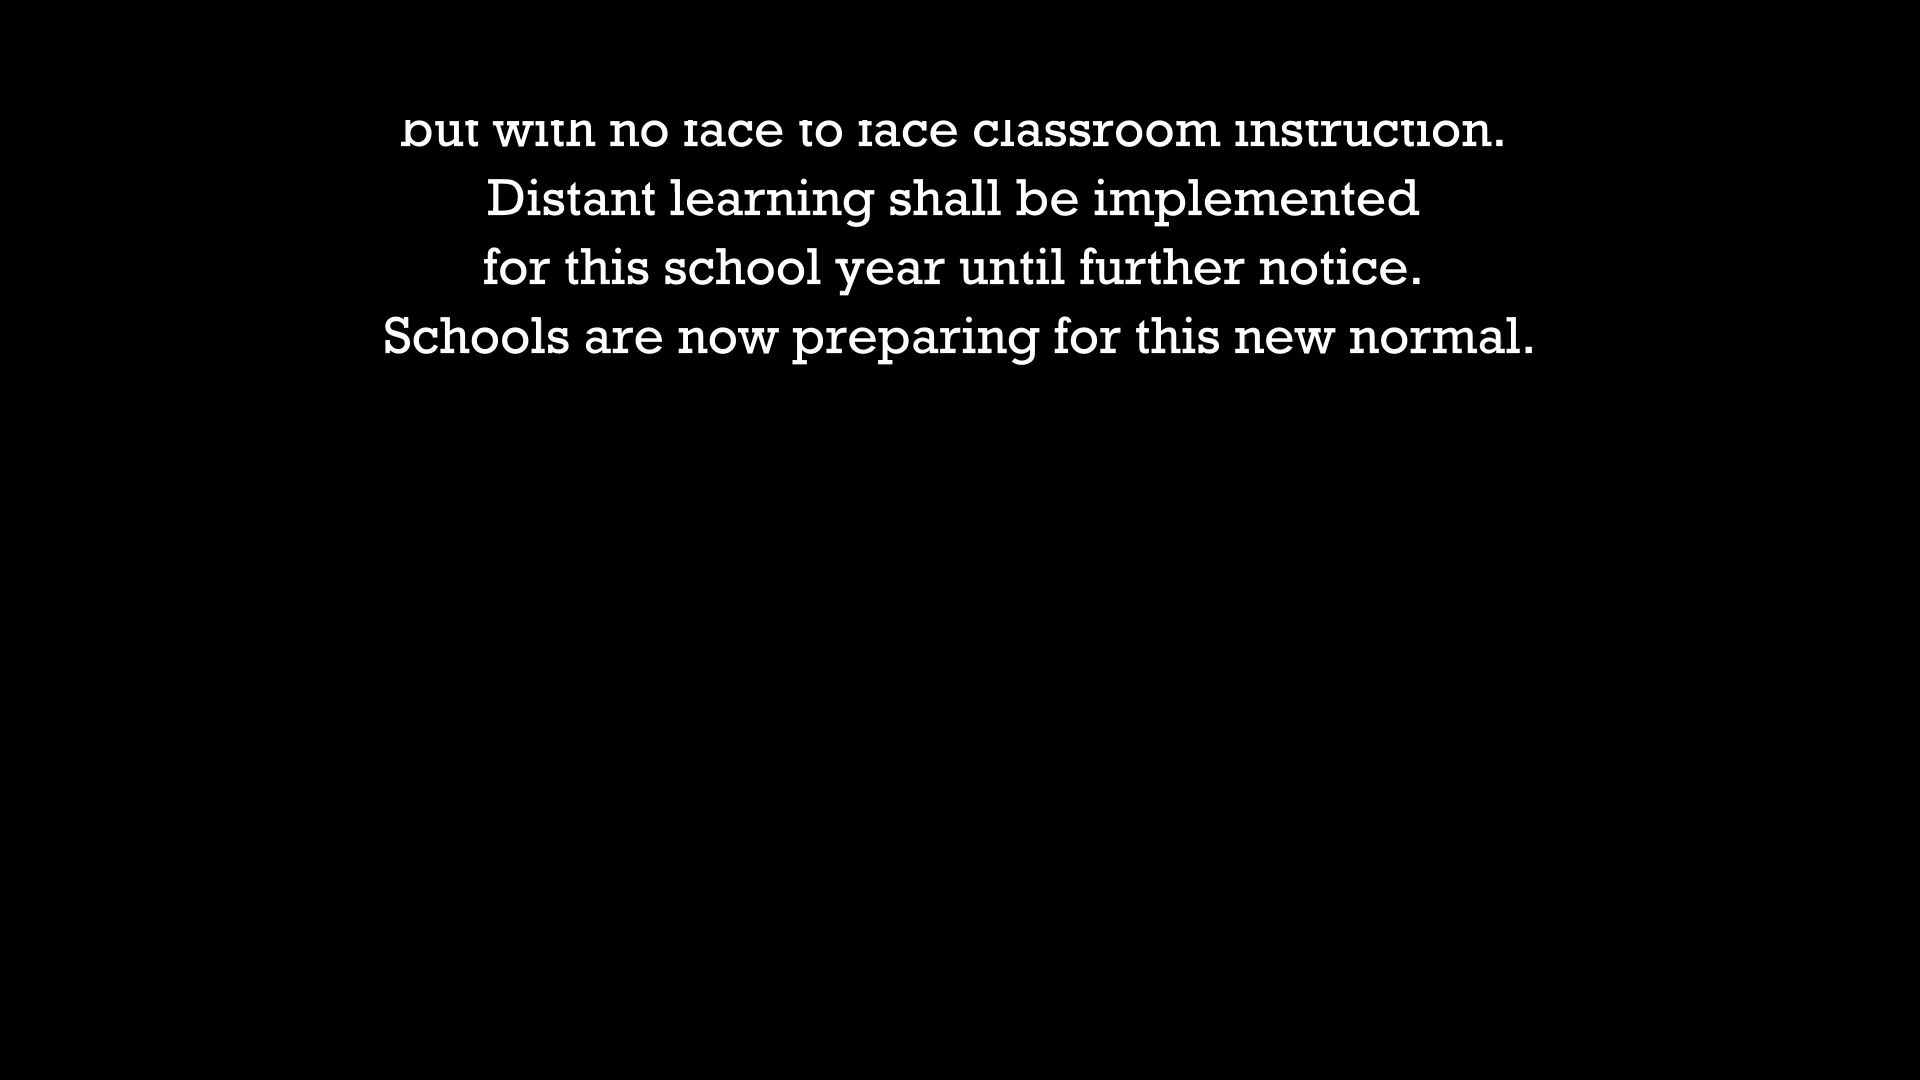 but with no face to face classroom instruction.
Distant learning shall be implemented
for this school year until further notice.
Schools are now preparing for this new normal.